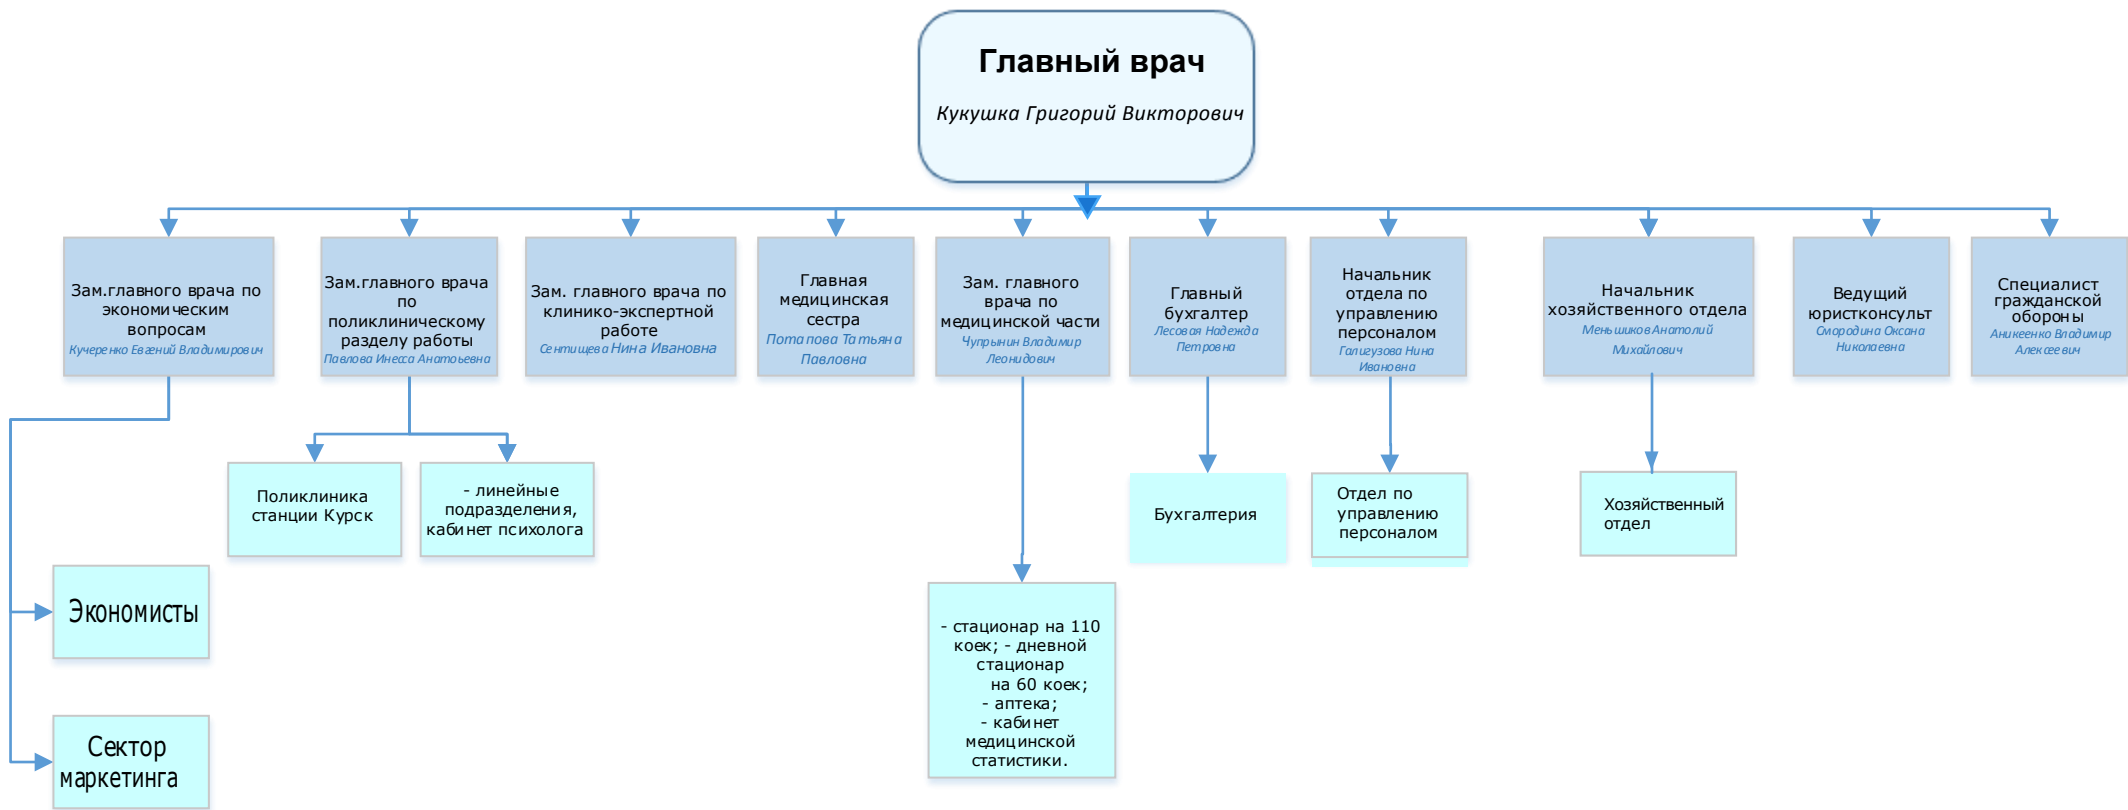 Главный врач
Кукушка Григорий Викторович
Зам.главного врача по
экономическим
вопросам
Кучеренко Евгений Владимирович
Зам.главного врача
по
поликлиническому
разделу работы
Павлова Инесса Анатоьевна
Зам. главного врача по
клинико-экспертной
работе
Сентищева Нина Ивановна
Главная
медицинская
сестра
Потапова Татьяна
Павловна
Зам. главного
врача по
медицинской части
Чупрынин Владимир
Леонидович
Главный
бухгалтер
Лесовая Надежда
Петровна
Начальник
отдела по
управлению
персоналом
Галигузова Нина
Ивановна
Начальник
хозяйственного отдела
Меньшиков Анатолий
Михайлович
Ведущий
юристконсульт
Смородина Оксана
Николаевна
Специалист
гражданской
обороны
Аникеенко Владимир
Алексеевич
Поликлиника
станции Курск
- линейные
подразделения,
кабинет психолога
Бухгалтерия
Отдел по
управлению
персоналом
Хозяйственный
отдел
Экономисты
- стационар на 110
коек; - дневной
стационар
на 60 коек;
- аптека;
- кабинет
медицинской
статистики.
Сектор
маркетинга